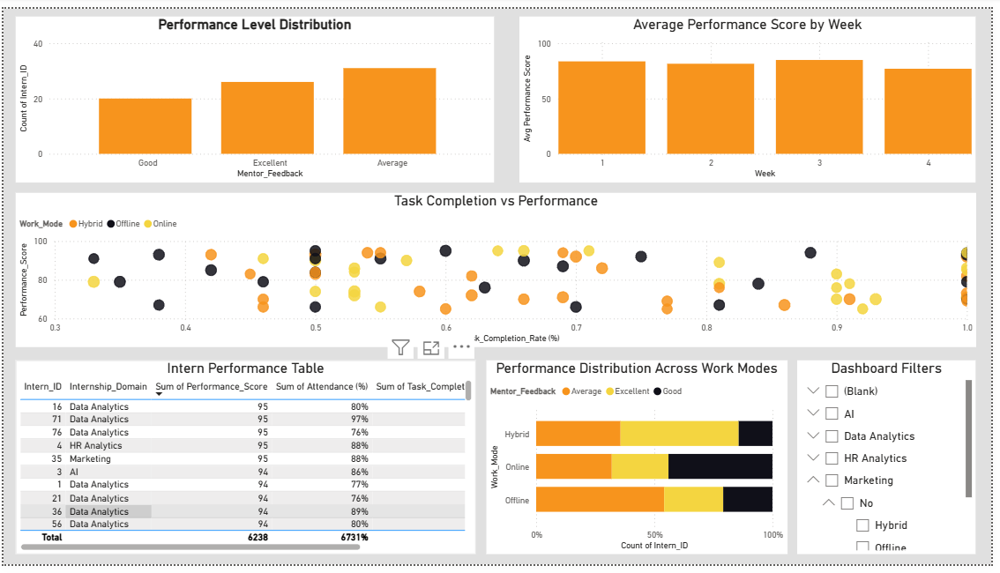 Performance Level Distribution
40
20
0
Count of Intern_ID
Good Excellent Average
Mentor_Feedback
Average Performance Score by Week
100
50
0
Avg Performance Score
1 2 3 4
Week
Task Completion vs Performance
Work_Mode Hybrid Offline Online
100
80
60
Performance_Score
0.3 0.4 0.5 0.6 0.7 0.8 0.9 1.0
k_Completion_Rate (%)
Intern Performance Table
Intern_ID Internship_Domain Sum of Performance_Score Sum of Attendance (%) Sum of Task_Complet
16 Data Analytics 95 80%
71 Data Analytics 95 97%
76 Data Analytics 95 76%
4 HR Analytics 95 88%
35 Marketing 95 88%
3 AI 94 86%
1 Data Analytics 94 77%
21 Data Analytics 94 76%
36 Data Analytics 94 89%
56 Data Analytics 94 80%
Total 6238 6731%
Performance Distribution Across Work Modes
Mentor_Feedback Average Excellent Good
Work_Mode
Hybrid
Online
Offline
0% 50% 100%
Count of Intern_ID
Dashboard Filters
(Blank)
AI
Data Analytics
HR Analytics
Marketing
No
Hybrid
Offline